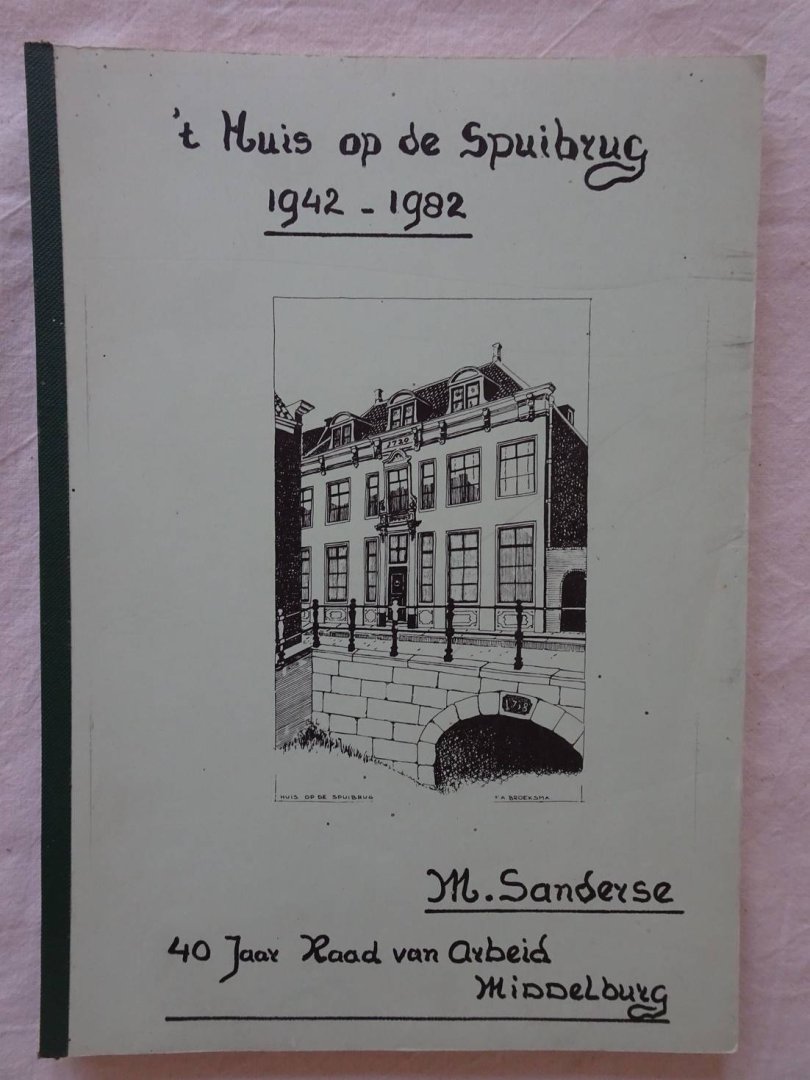 't Huis op de Spuibrug
1942 - 1982
1720
1758
HUIS OP DE SPUIBRUG
F A BROEKSMA
M. Sanderse
40 Jaar Raad van Arbeid
Middelburg